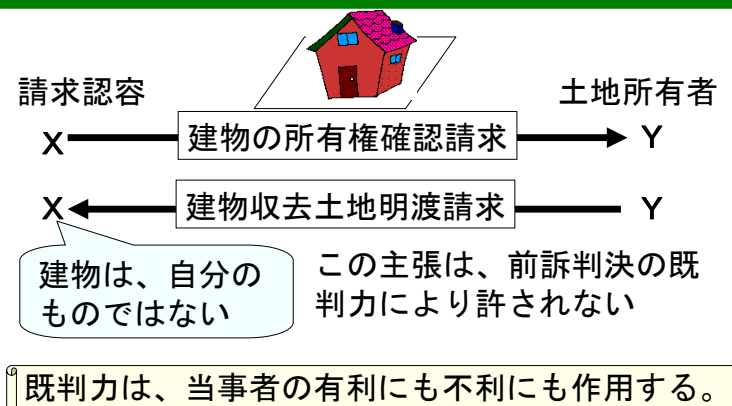 請求認容
土地所有者
X
建物の所有権確認請求
Y
X
建物収去土地明渡請求
Y
建物は、自分の
ものではない
この主張は、前訴判決の既
判力により許されない
既判力は、当事者の有利にも不利にも作用する。